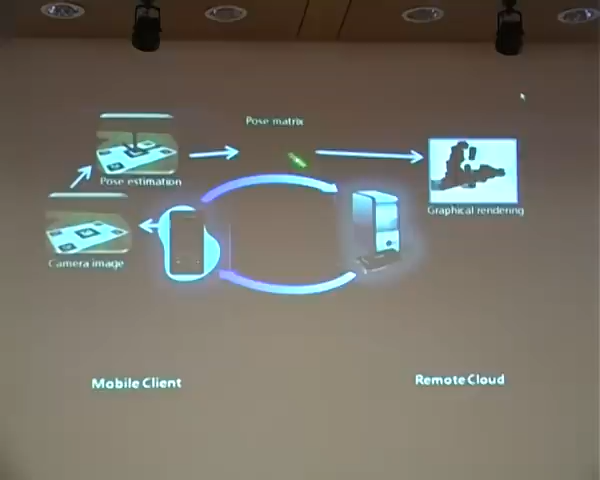 Pose matrix
Pose estimation
Graphical rendering
Camera image
Mobile Client
Remote Cloud